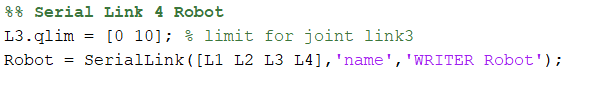 %% Serial Link 4 Robot
L3.qlim = [0 10]; % limit for joint link3
Robot = SerialLink([L1 L2 L3 L4],'name','WRITER Robot');